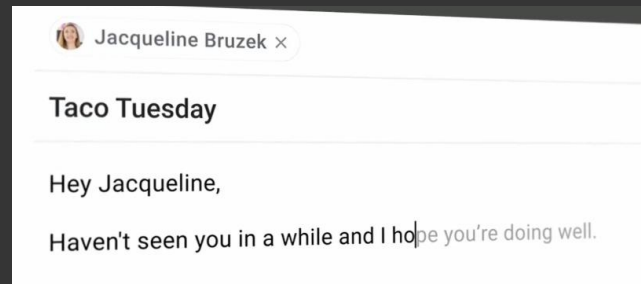 Jacqueline Bruzek ×
Taco Tuesday
Hey Jacqueline,
Haven't seen you in a while and I hope you're doing well.